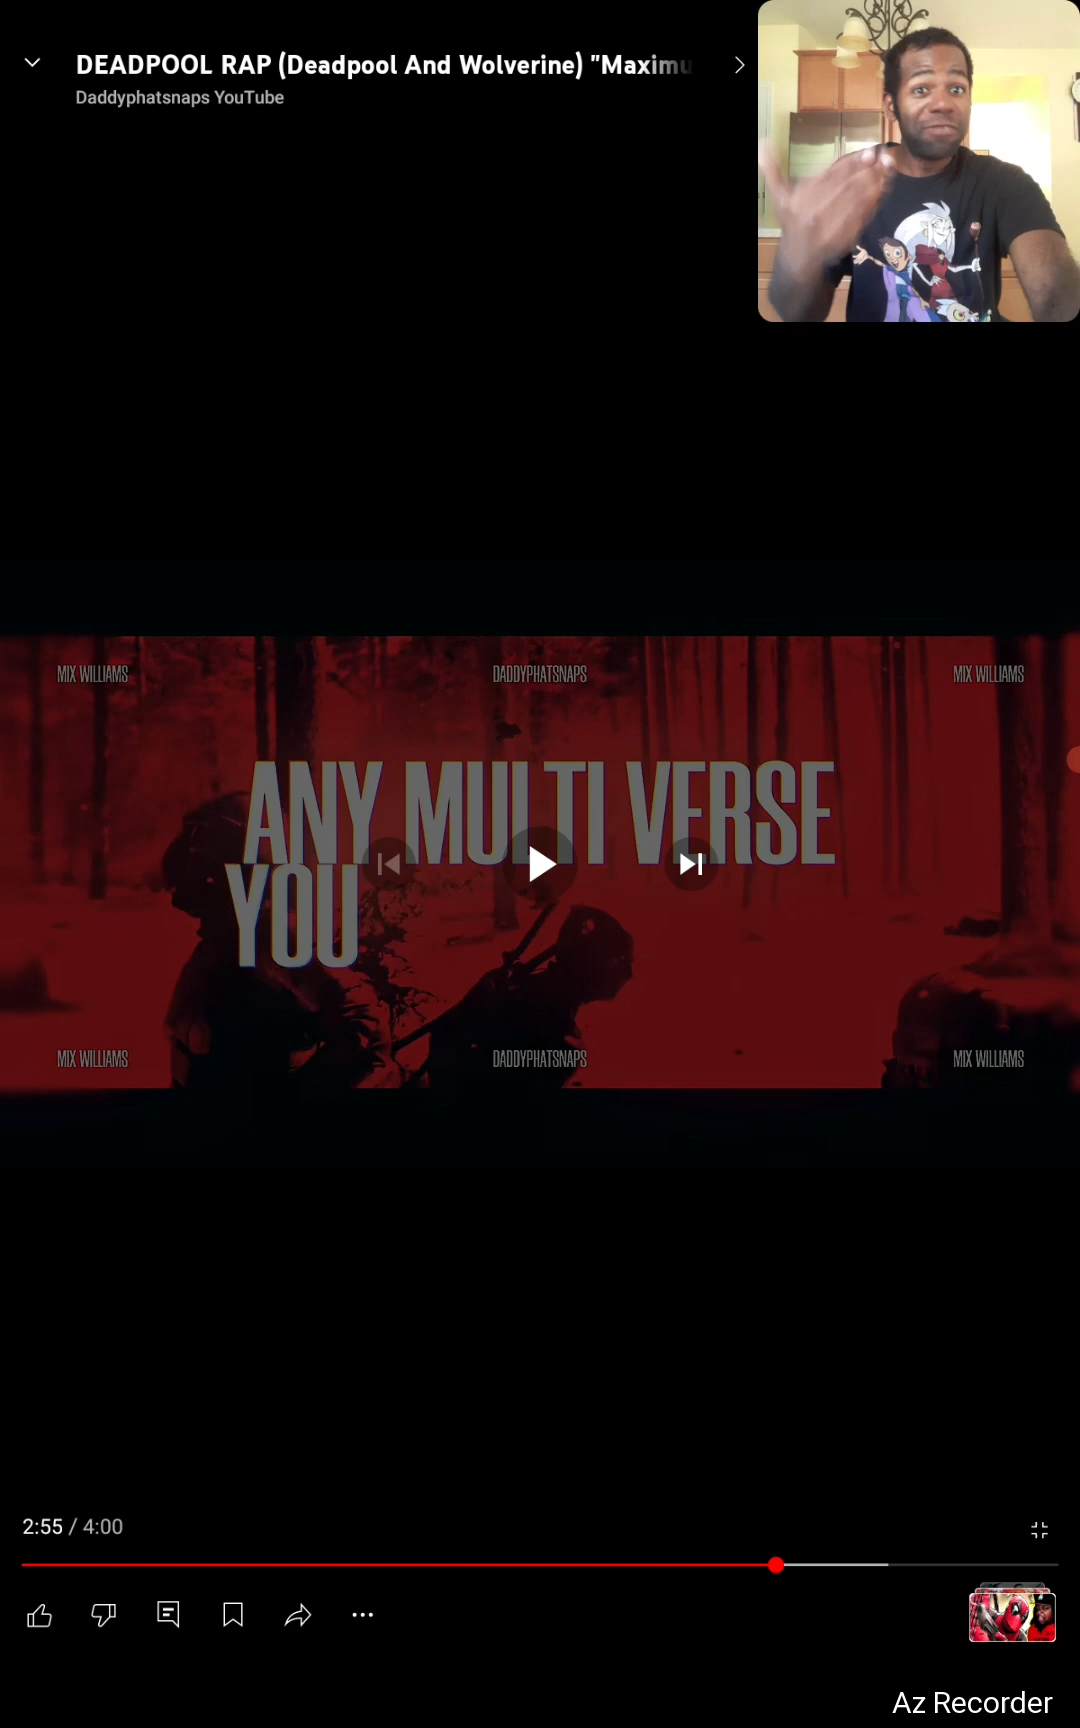 DEADPOOL RAP (Deadpool And Wolverine) "Maximu
Daddyphatsnaps YouTube
MIX WILLIAMS
DADDYPHATSNAPS
MIX WILLIAMS
ANY MULTI VERSE
YOU
MIX WILLIAMS
DADDYPHATSNAPS
MIX WILLIAMS
2:55 / 4:00
Az Recorder